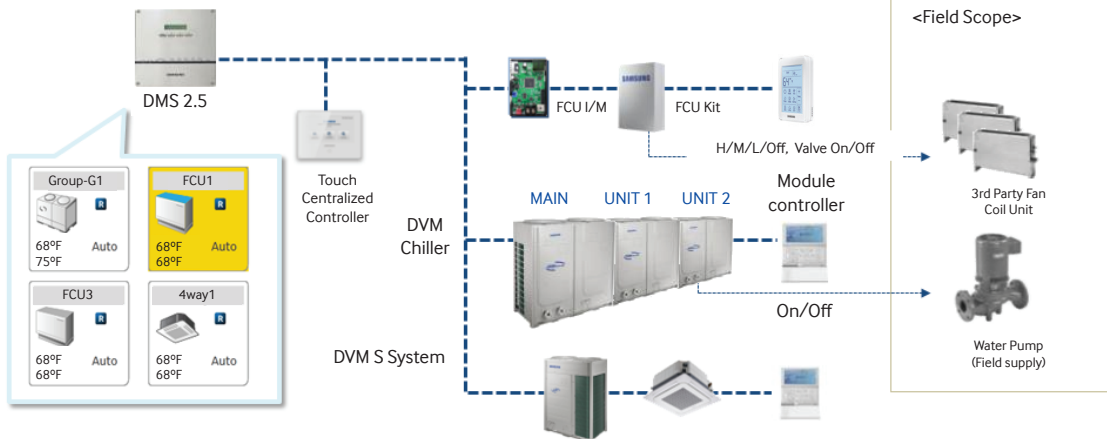 <Field Scope>
DMS 2.5
SAMSUNG
FCU I/M
FCU Kit
H/M/L/Off, Valve On/Off
3rd Party Fan
Coil Unit
Touch
Centralized
Controller
Group-G1
R
68ºF
Auto
75ºF
FCU1
R
68ºF
Auto
68ºF
FCU3
R
68ºF
Auto
68ºF
4way1
R
68ºF
Auto
68ºF
DVM
Chiller
MAIN
UNIT 1
UNIT 2
Module
controller
On/Off
Water Pump
(Field supply)
DVM S System